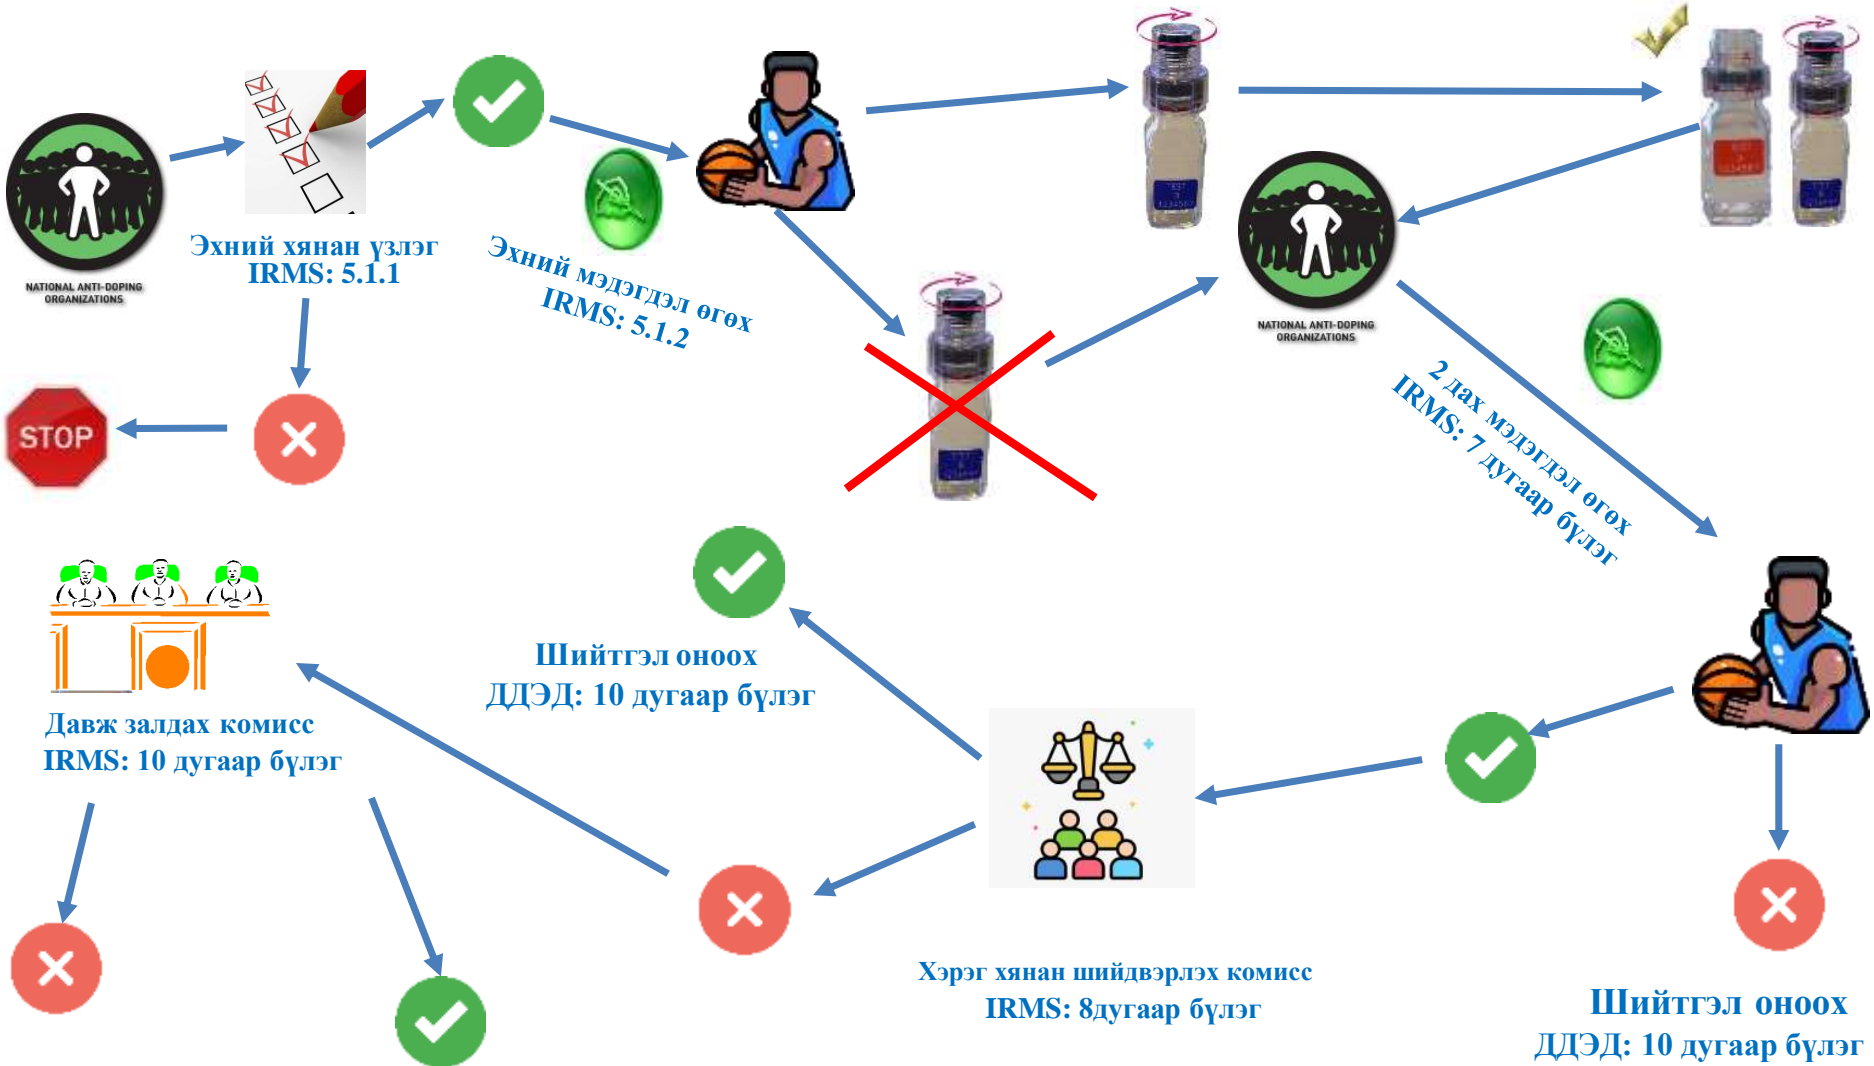 NATIONAL ANTI-DOPING
ORGANIZATIONS
Эхний хянан үзлэг
IRMS: 5.1.1
Эхний мэдэгдэл өгөх
IRMS: 5.1.2
NATIONAL ANTI-DOPING
ORGANIZATIONS
2 дах мэдэгдэл өгөх
IRMS: 7 дугаар бүлэг
STOP
Шийтгэл оноох
ДДЭД: 10 дугаар бүлэг
Давж залдах комисс
IRMS: 10 дугаар бүлэг
Хэрэг хянан шийдвэрлэх комисс
IRMS: 8дугаар бүлэг
Шийтгэл оноох
ДДЭД: 10 дугаар бүлэг